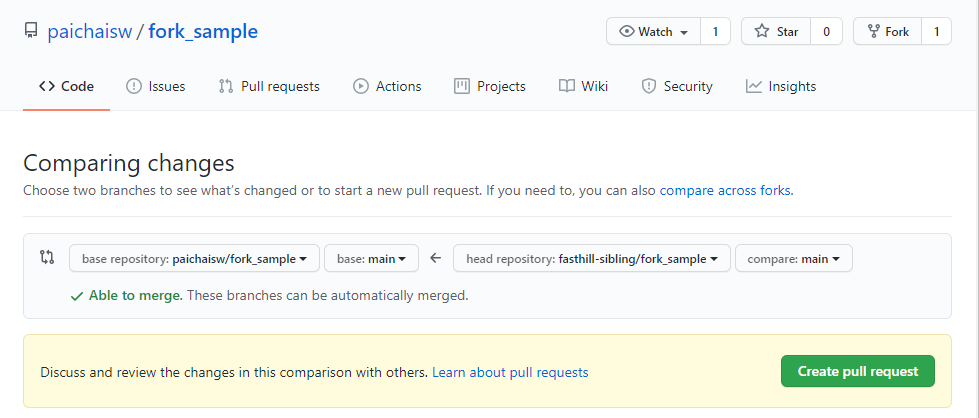 paichaisw / fork_sample Watch 1 Star 0 Fork 1
Code Issues Pull requests Actions Projects Wiki Security Insights
Comparing changes
Choose two branches to see what's changed or to start a new pull request. If you need to, you can also compare across forks.
base repository: paichaisw/fork_sample base: main head repository: fasthill-sibling/fork_sample compare: main
Able to merge. These branches can be automatically merged.
Discuss and review the changes in this comparison with others. Learn about pull requests Create pull request